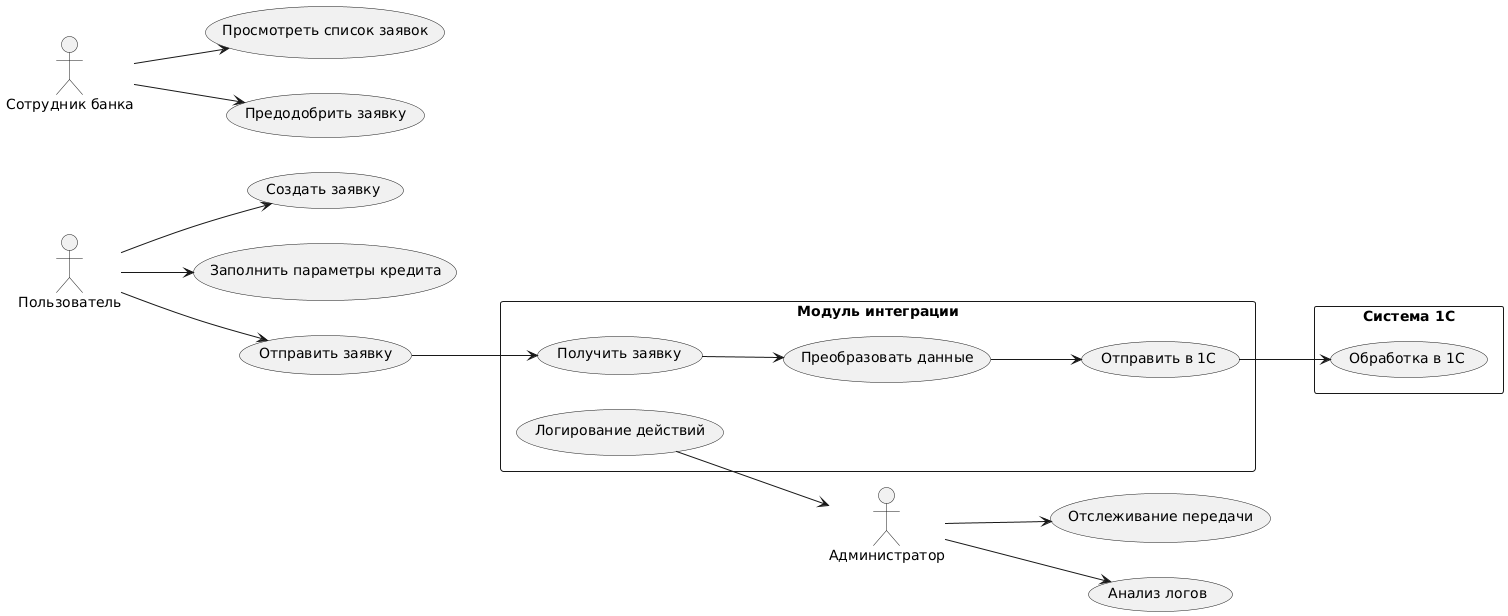 Просмотреть список заявок
Сотрудник банка
Предодобрить заявку
Создать заявку
Пользователь
Заполнить параметры кредита
Отправить заявку
Модуль интеграции
Получить заявку
Преобразовать данные
Отправить в 1С
Логирование действий
Система 1С
Обработка в 1С
Администратор
Отслеживание передачи
Анализ логов